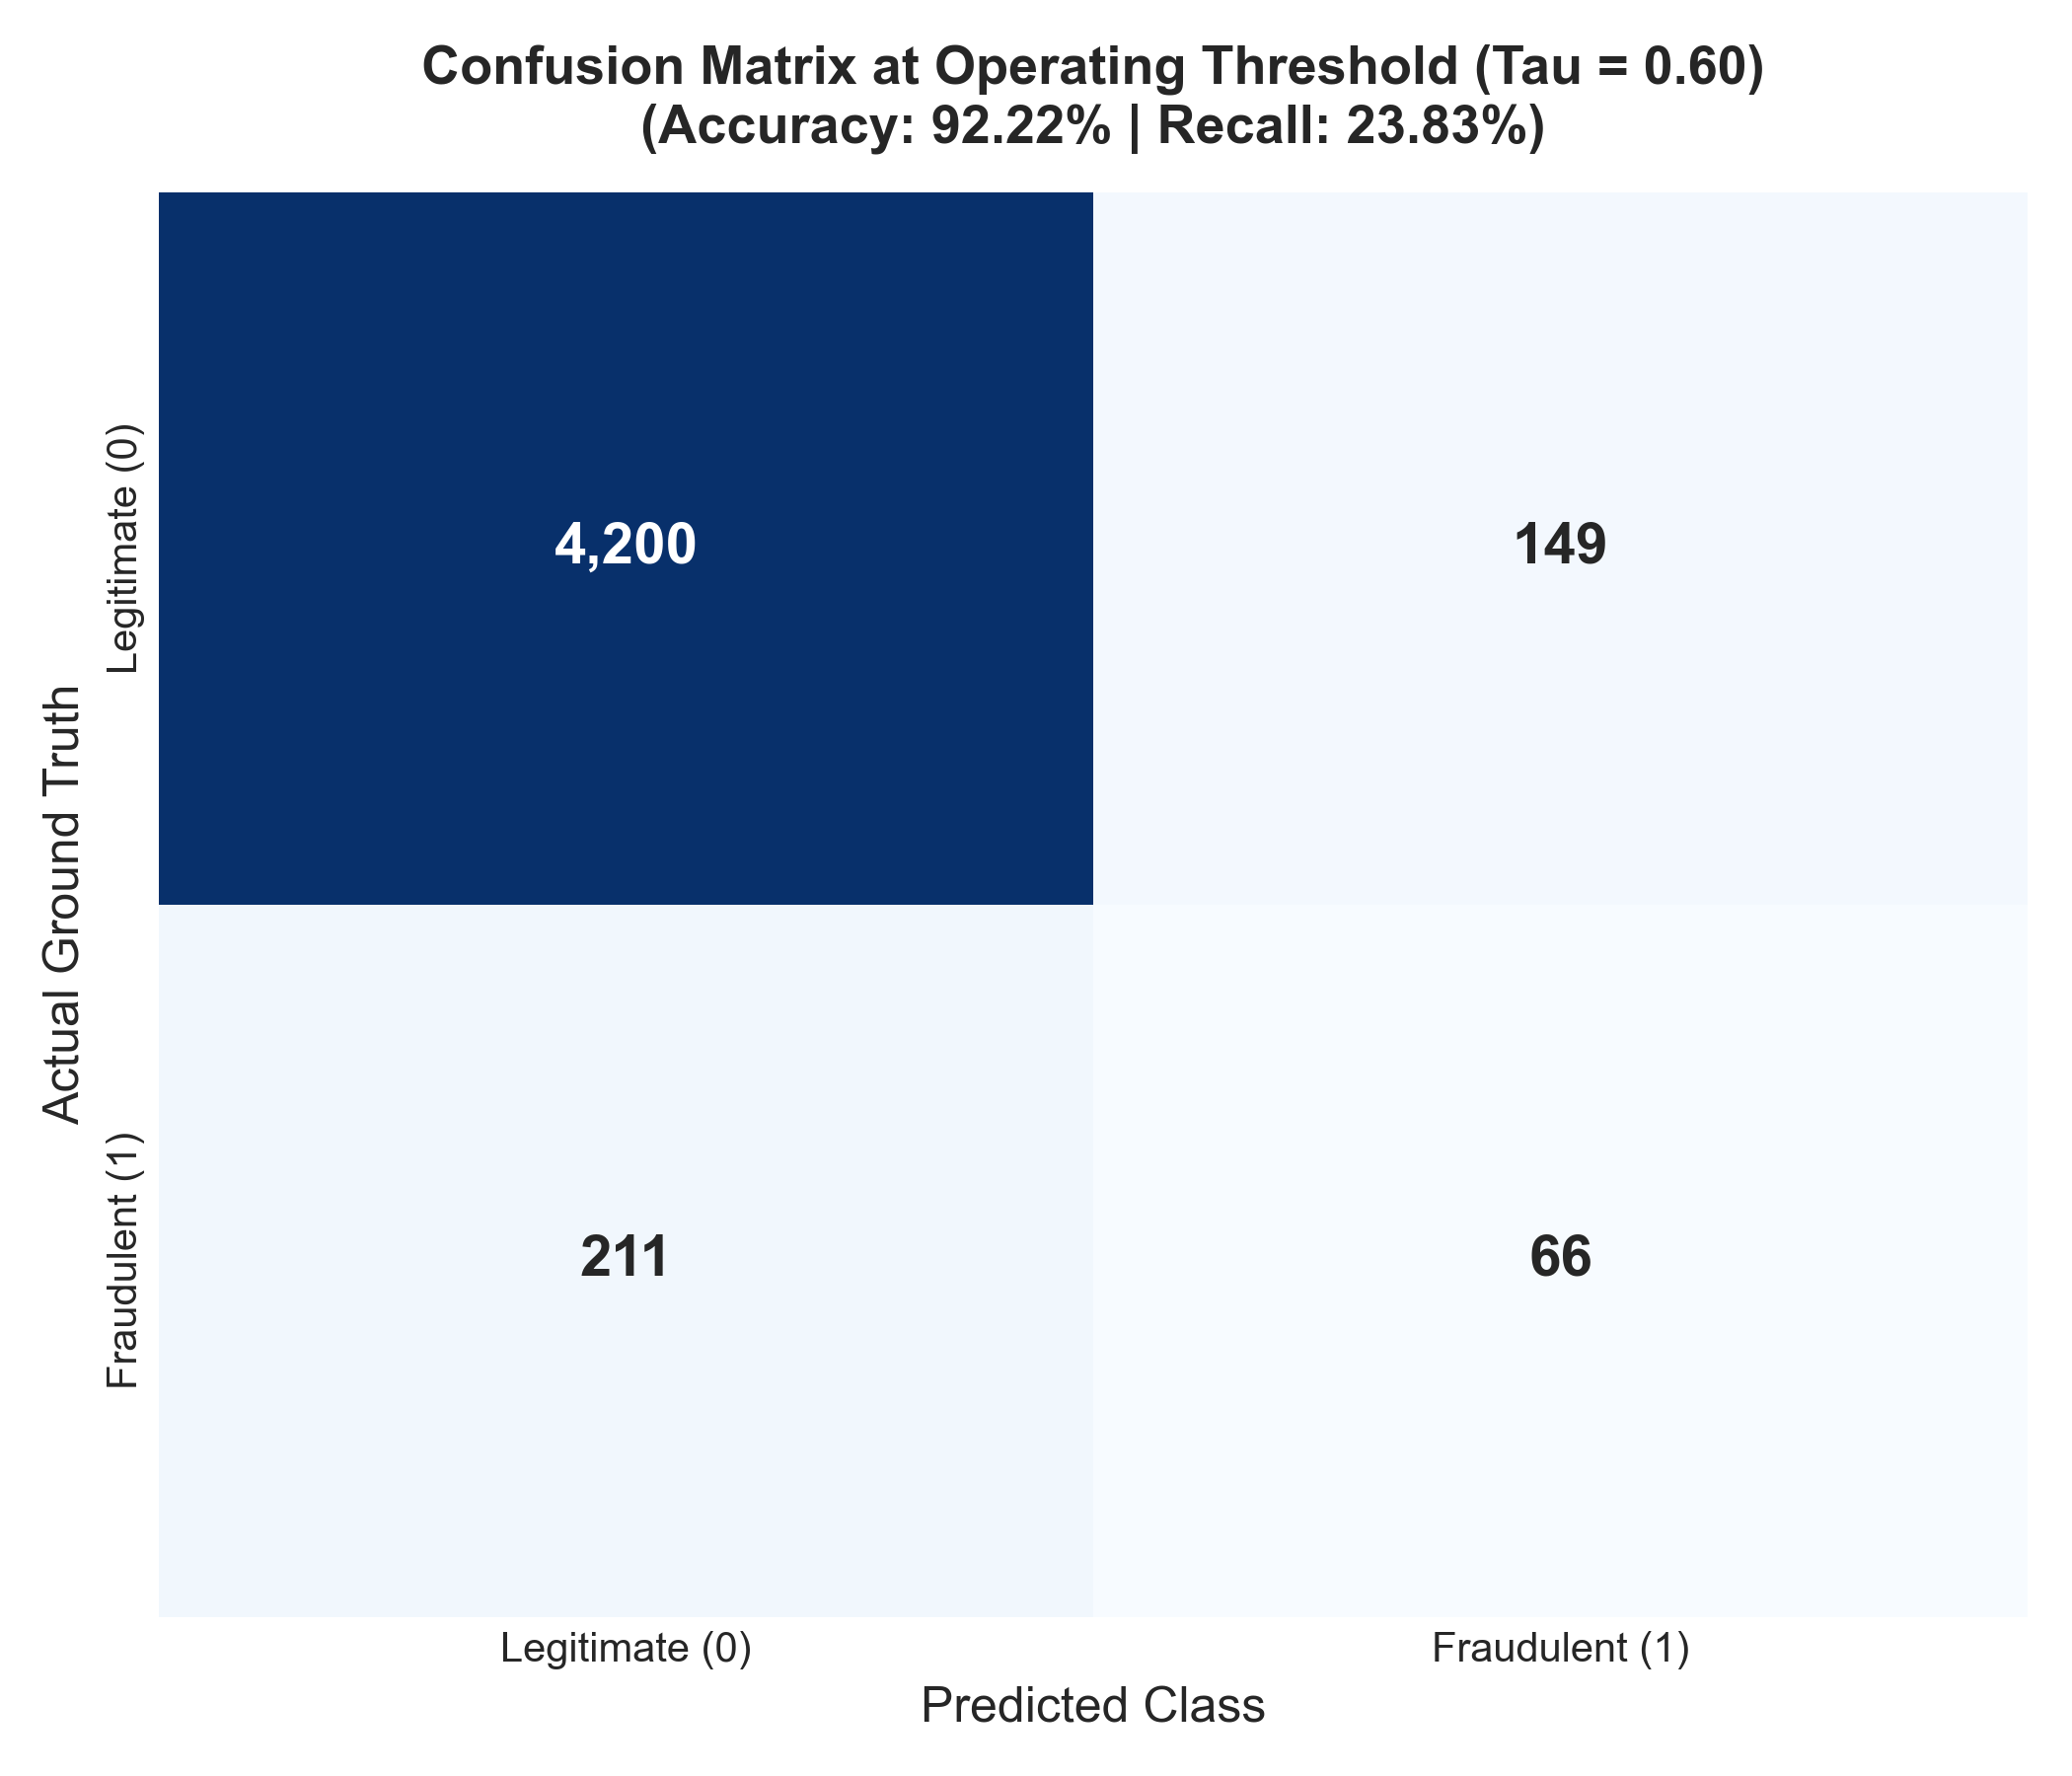 Confusion Matrix at Operating Threshold (Tau = 0.60)
(Accuracy: 92.22% | Recall: 23.83%)
Actual Ground Truth
Legitimate (0)
4,200
149
Fraudulent (1)
211
66
Legitimate (0)
Fraudulent (1)
Predicted Class